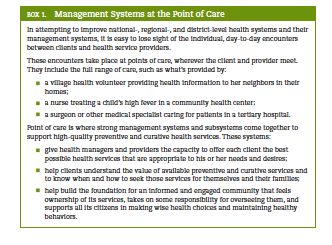 BOX 1. Management Systems at the Point of Care
In attempting to improve national-, regional-, and district-level health systems and their
management systems, it is easy to lose sight of the individual, day-to-day encounters
between clients and health service providers.
These encounters take place at points of care, wherever the client and provider meet.
They include the full range of care, such as what's provided by:
■ a village health volunteer providing health information to her neighbors in their
homes;
■ a nurse treating a child's high fever in a community health center;
■ a surgeon or other medical specialist caring for patients in a tertiary hospital.
Point of care is where strong management systems and subsystems come together to
support high-quality preventive and curative health services. These systems:
■ give health managers and providers the capacity to offer each client the best
possible health services that are appropriate to his or her needs and desires;
■ help clients understand the value of available preventive and curative services and
to know when and how to seek those services for themselves and their families;
■ help build the foundation for an informed and engaged community that feels
ownership of its services, takes on some responsibility for overseeing them, and
supports all its citizens in making wise health choices and maintaining healthy
behaviors.